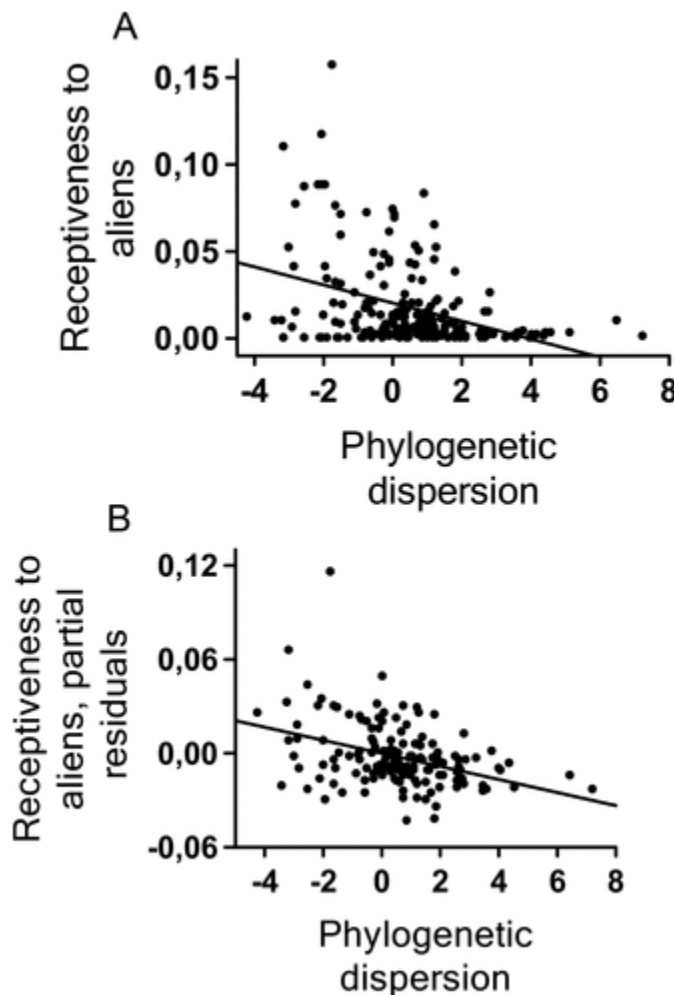 A
Receptiveness to
aliens
0,15
0,10
0,05
0,00
-4 -2 0 2 4 6 8
Phylogenetic
dispersion
B
Receptiveness to
aliens, partial
residuals
0,12
0,06
0,00
-0,06
-4 -2 0 2 4 6 8
Phylogenetic
dispersion